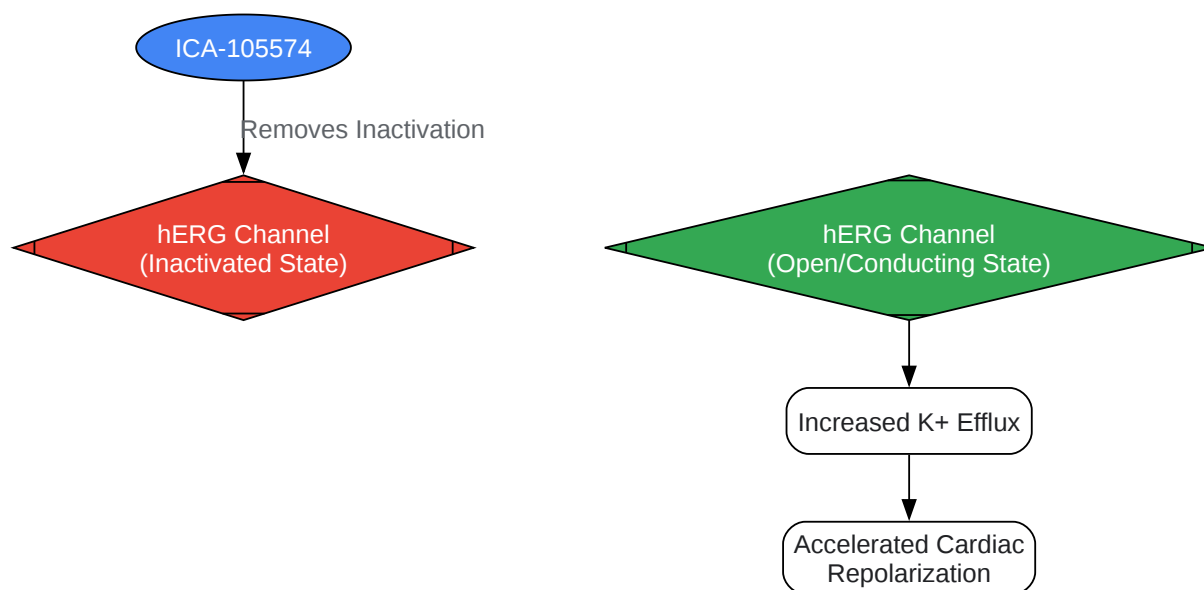 ICA-105574
Removes Inactivation
hERG Channel
(Inactivated State)
hERG Channel
(Open/Conducting State)
Increased K+ Efflux
Accelerated Cardiac
Repolarization